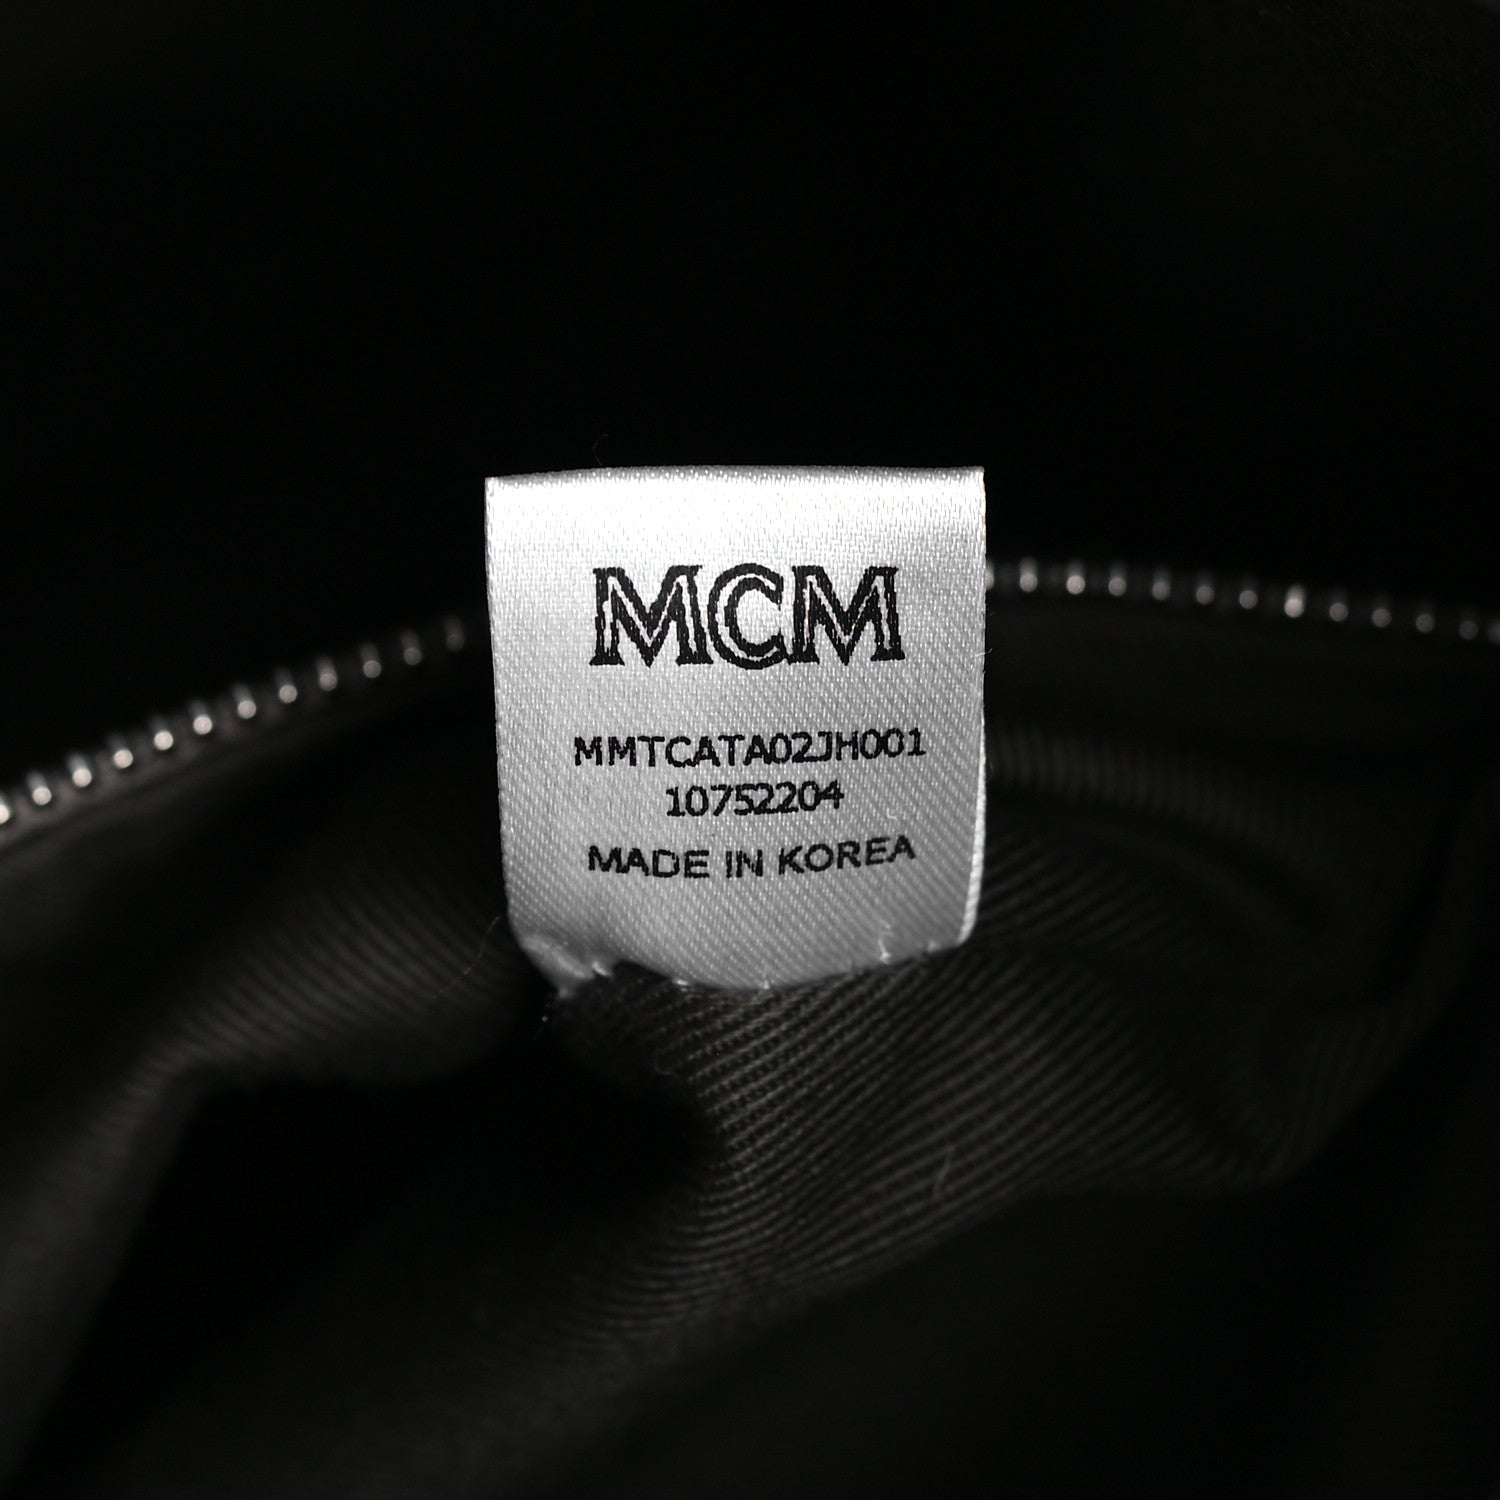 MCM
MMTCATA02JH001
10752204
MADE IN KOREA